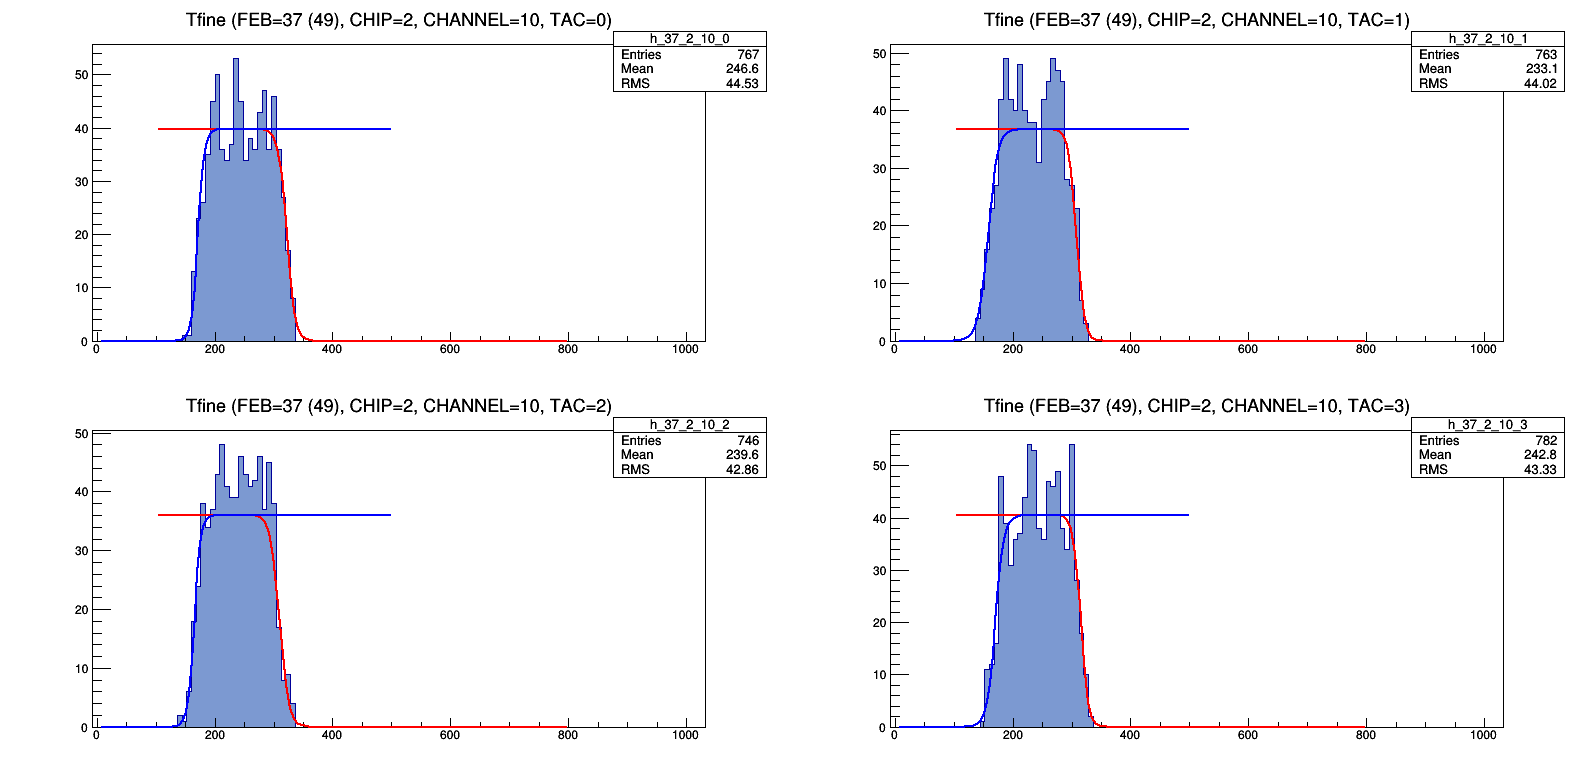 Tfine (FEB=37 (49), CHIP=2, CHANNEL=10, TAC=0)
h_37_2_10_0
Entries 767
Mean 246.6
RMS 44.53
50
40
30
20
10
0
0 200 400 600 800 1000
Tfine (FEB=37 (49), CHIP=2, CHANNEL=10, TAC=1)
h_37_2_10_1
Entries 763
Mean 233.1
RMS 44.02
50
40
30
20
10
0
0 200 400 600 800 1000
Tfine (FEB=37 (49), CHIP=2, CHANNEL=10, TAC=2)
h_37_2_10_2
Entries 746
Mean 239.6
RMS 42.86
50
40
30
20
10
0
0 200 400 600 800 1000
Tfine (FEB=37 (49), CHIP=2, CHANNEL=10, TAC=3)
h_37_2_10_3
Entries 782
Mean 242.8
RMS 43.33
50
40
30
20
10
0
0 200 400 600 800 1000